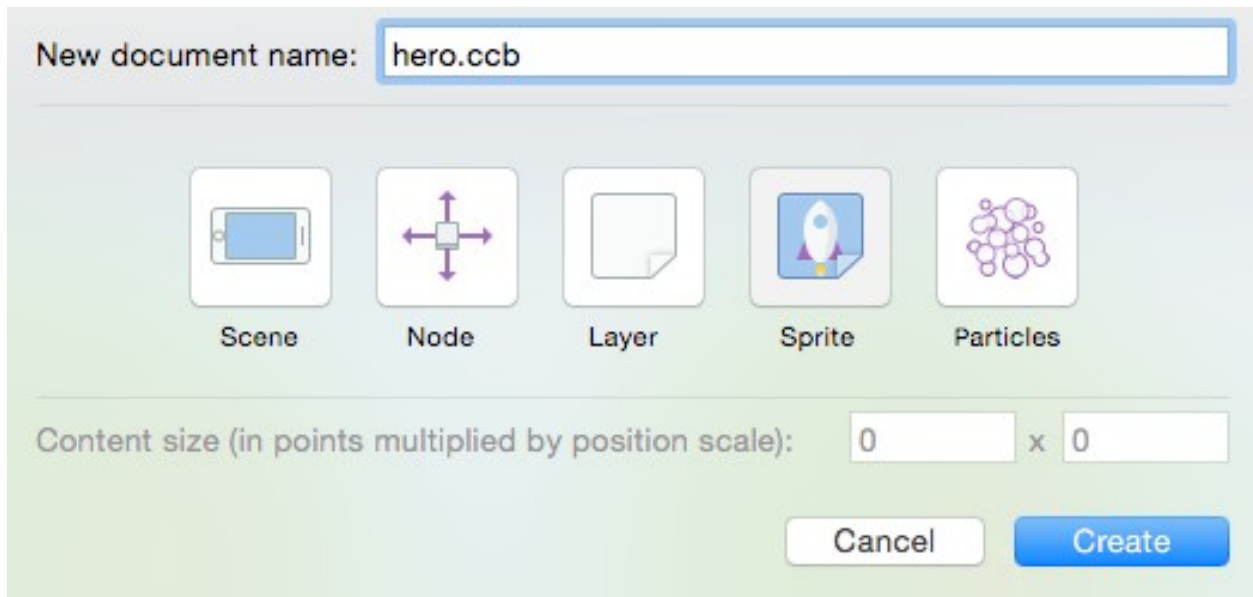 New document name: hero.ccb
Scene Node Layer Sprite Particles
Content size (in points multiplied by position scale): 0 x 0
Cancel Create